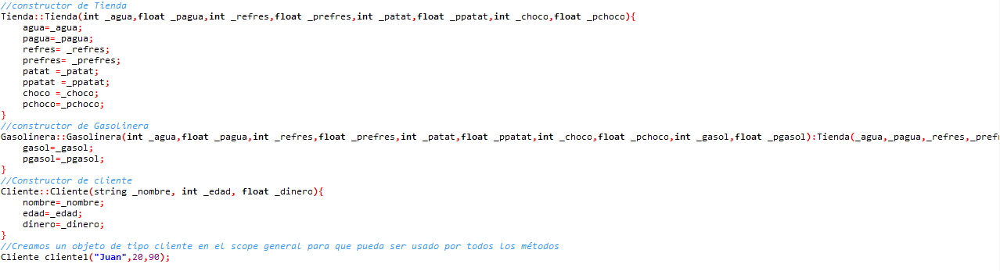 //constructor de Tienda
Tienda::Tienda(int _agua,float _pagua,int _refres,float _prefres,int _patat,float _ppatat,int _choco,float _pchoco){
    agua=_agua;
    pagua=_pagua;
    refres= _refres;
    prefres= _prefres;
    patat =_patat;
    ppatat =_ppatat;
    choco =_choco;
    pchoco=_pchoco;
}
//constructor de Gasolinera
Gasolinera::Gasolinera(int _agua,float _pagua,int _refres,float _prefres,int _patat,float _ppatat,int _choco,float _pchoco,int _gasol,float _pgasol):Tienda(_agua,_pagua,_refres,
    gasol=_gasol;
    pgasol=_pgasol;
}
//Constructor de cliente
Cliente::Cliente(string _nombre, int _edad, float _dinero){
    nombre=_nombre;
    edad=_edad;
    dinero=_dinero;
}
//Creamos un objeto de tipo cliente en el scope general para que pueda ser usado por todos los métodos
Cliente cliente1("Juan",20,90);